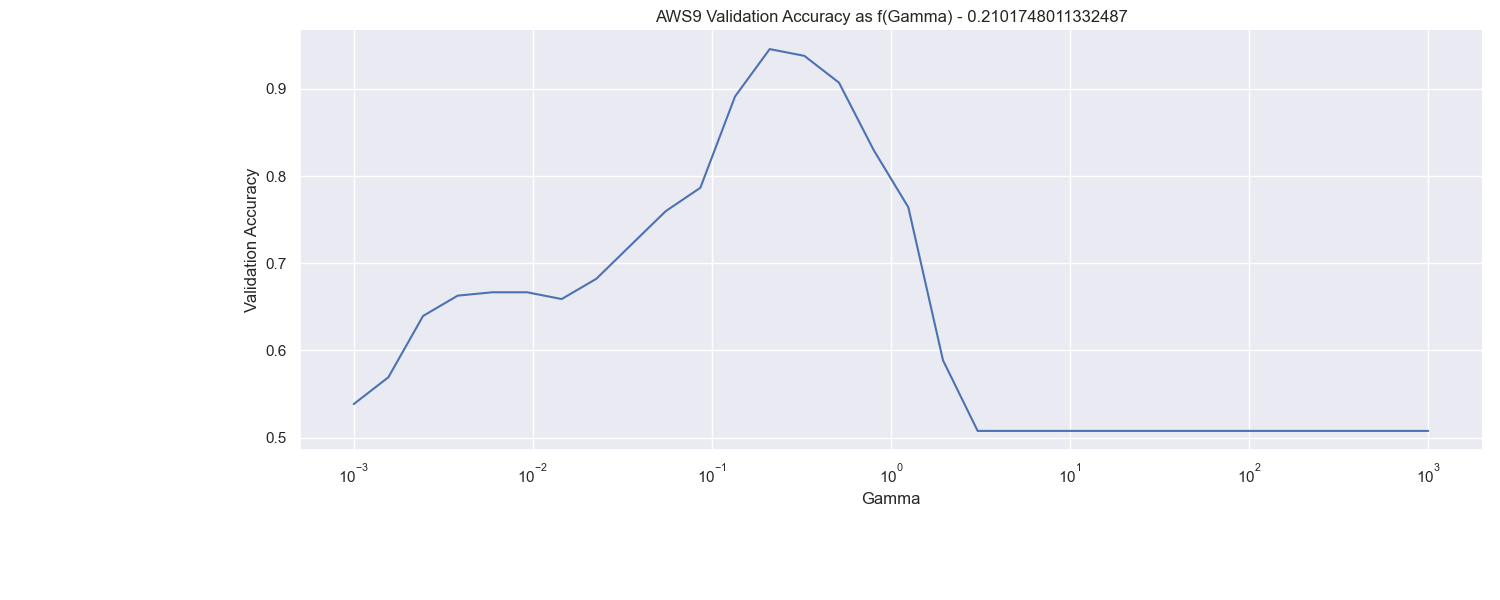 AWS9 Validation Accuracy as f(Gamma) - 0.2101748011332487
0.9
0.8
0.7
0.6
0.5
Validation Accuracy
10⁻³ 10⁻² 10⁻¹ 10⁰ 10¹ 10² 10³
Gamma